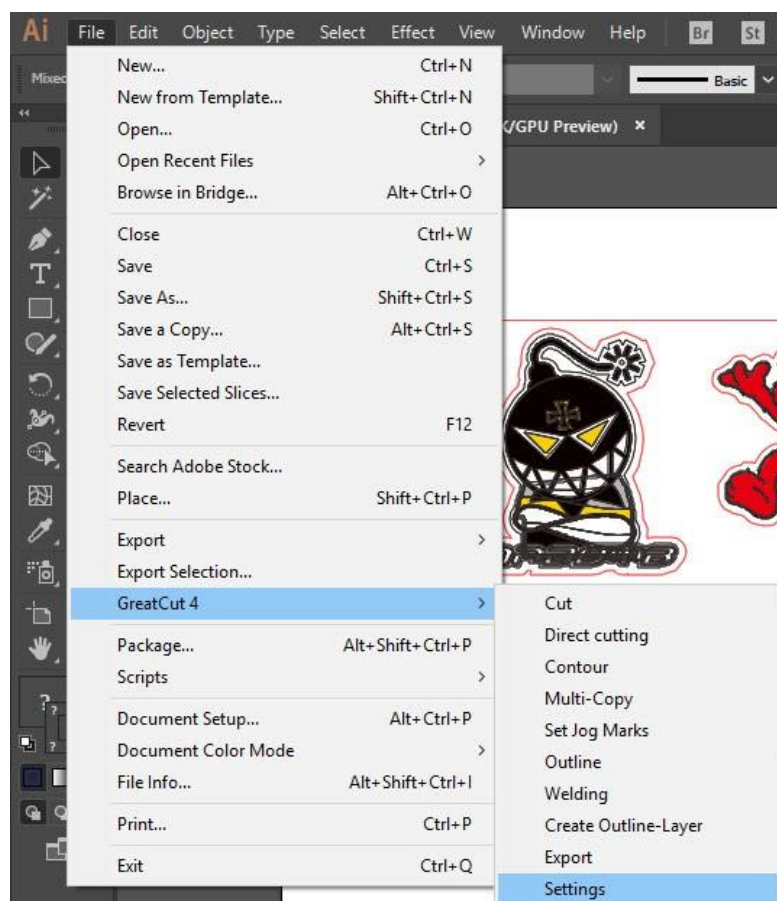 Ai File Edit Object Type Select Effect View Window Help Br St
Mixed
Basic
K/GPU Preview) ×
New... Ctrl+N
New from Template... Shift+Ctrl+N
Open... Ctrl+O
Open Recent Files
Browse in Bridge... Alt+Ctrl+O
Close Ctrl+W
Save Ctrl+S
Save As... Shift+Ctrl+S
Save a Copy... Alt+Ctrl+S
Save as Template...
Save Selected Slices...
Revert F12
Search Adobe Stock...
Place... Shift+Ctrl+P
Export
Export Selection...
GreatCut 4
Package... Alt+Shift+Ctrl+P
Scripts
Document Setup... Alt+Ctrl+P
Document Color Mode
File Info... Alt+Shift+Ctrl+I
Print... Ctrl+P
Exit Ctrl+Q
Cut
Direct cutting
Contour
Multi-Copy
Set Jog Marks
Outline
Welding
Create Outline-Layer
Export
Settings